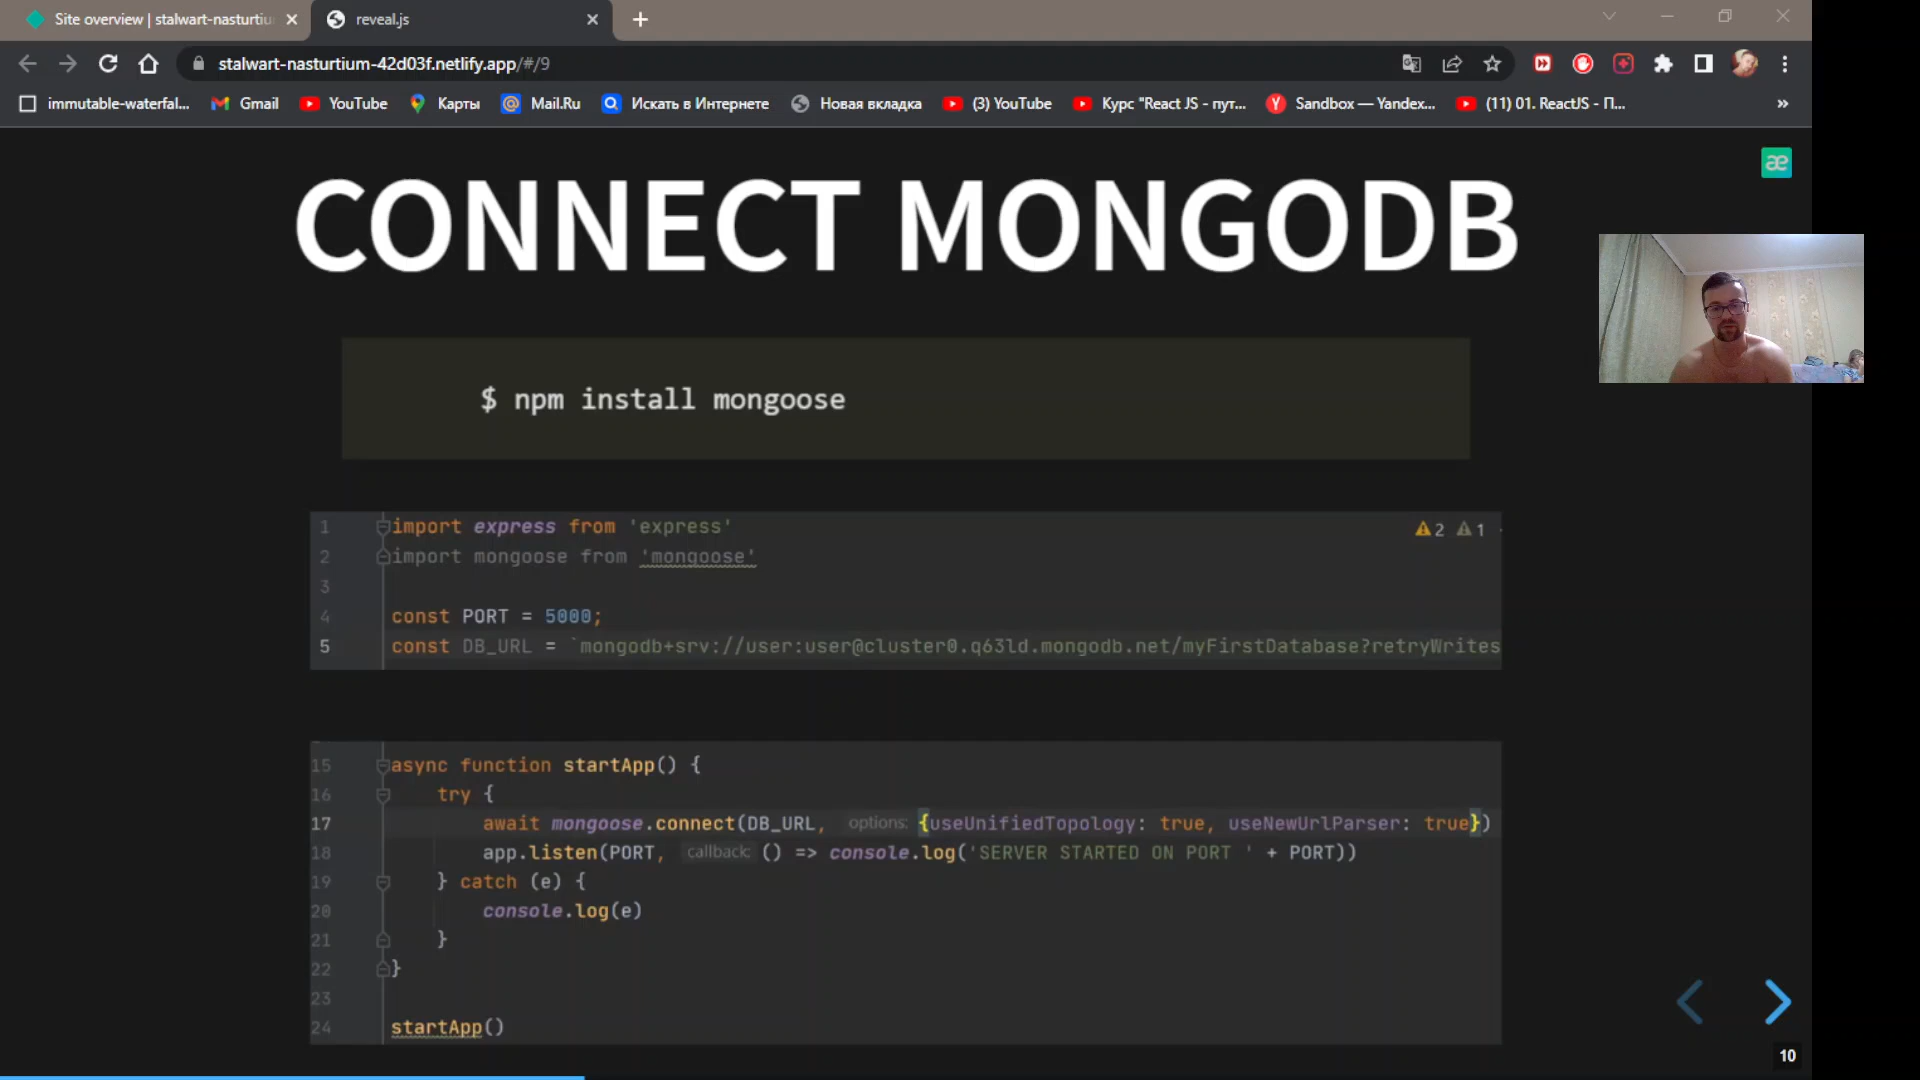 Site overview | stalwart-nasturtiu
reveal.js
stalwart-nasturtium-42d03f.netlify.app/#/9
immutable-waterfal...
Gmail
YouTube
Карты
Mail.Ru
Искать в Интернете
Новая вкладка
(3) YouTube
Курс "React JS - пут...
Sandbox — Yandex...
(11) 01. ReactJS - П...
»
æ
CONNECT MONGODB
$ npm install mongoose
1 import express from 'express'
2 1
2 import mongoose from 'mongoose'
3
4 const PORT = 5000;
5 const DB_URL = `mongodb+srv://user:user@cluster0.q63ld.mongodb.net/myFirstDatabase?retryWrites
15 async function startApp() {
16 try {
17 await mongoose.connect(DB_URL, options: {useUnifiedTopology: true, useNewUrlParser: true})
18 app.listen(PORT, callback: () => console.log('SERVER STARTED ON PORT ' + PORT))
19 } catch (e) {
20 console.log(e)
21 }
22 }
23
24 startApp()
10